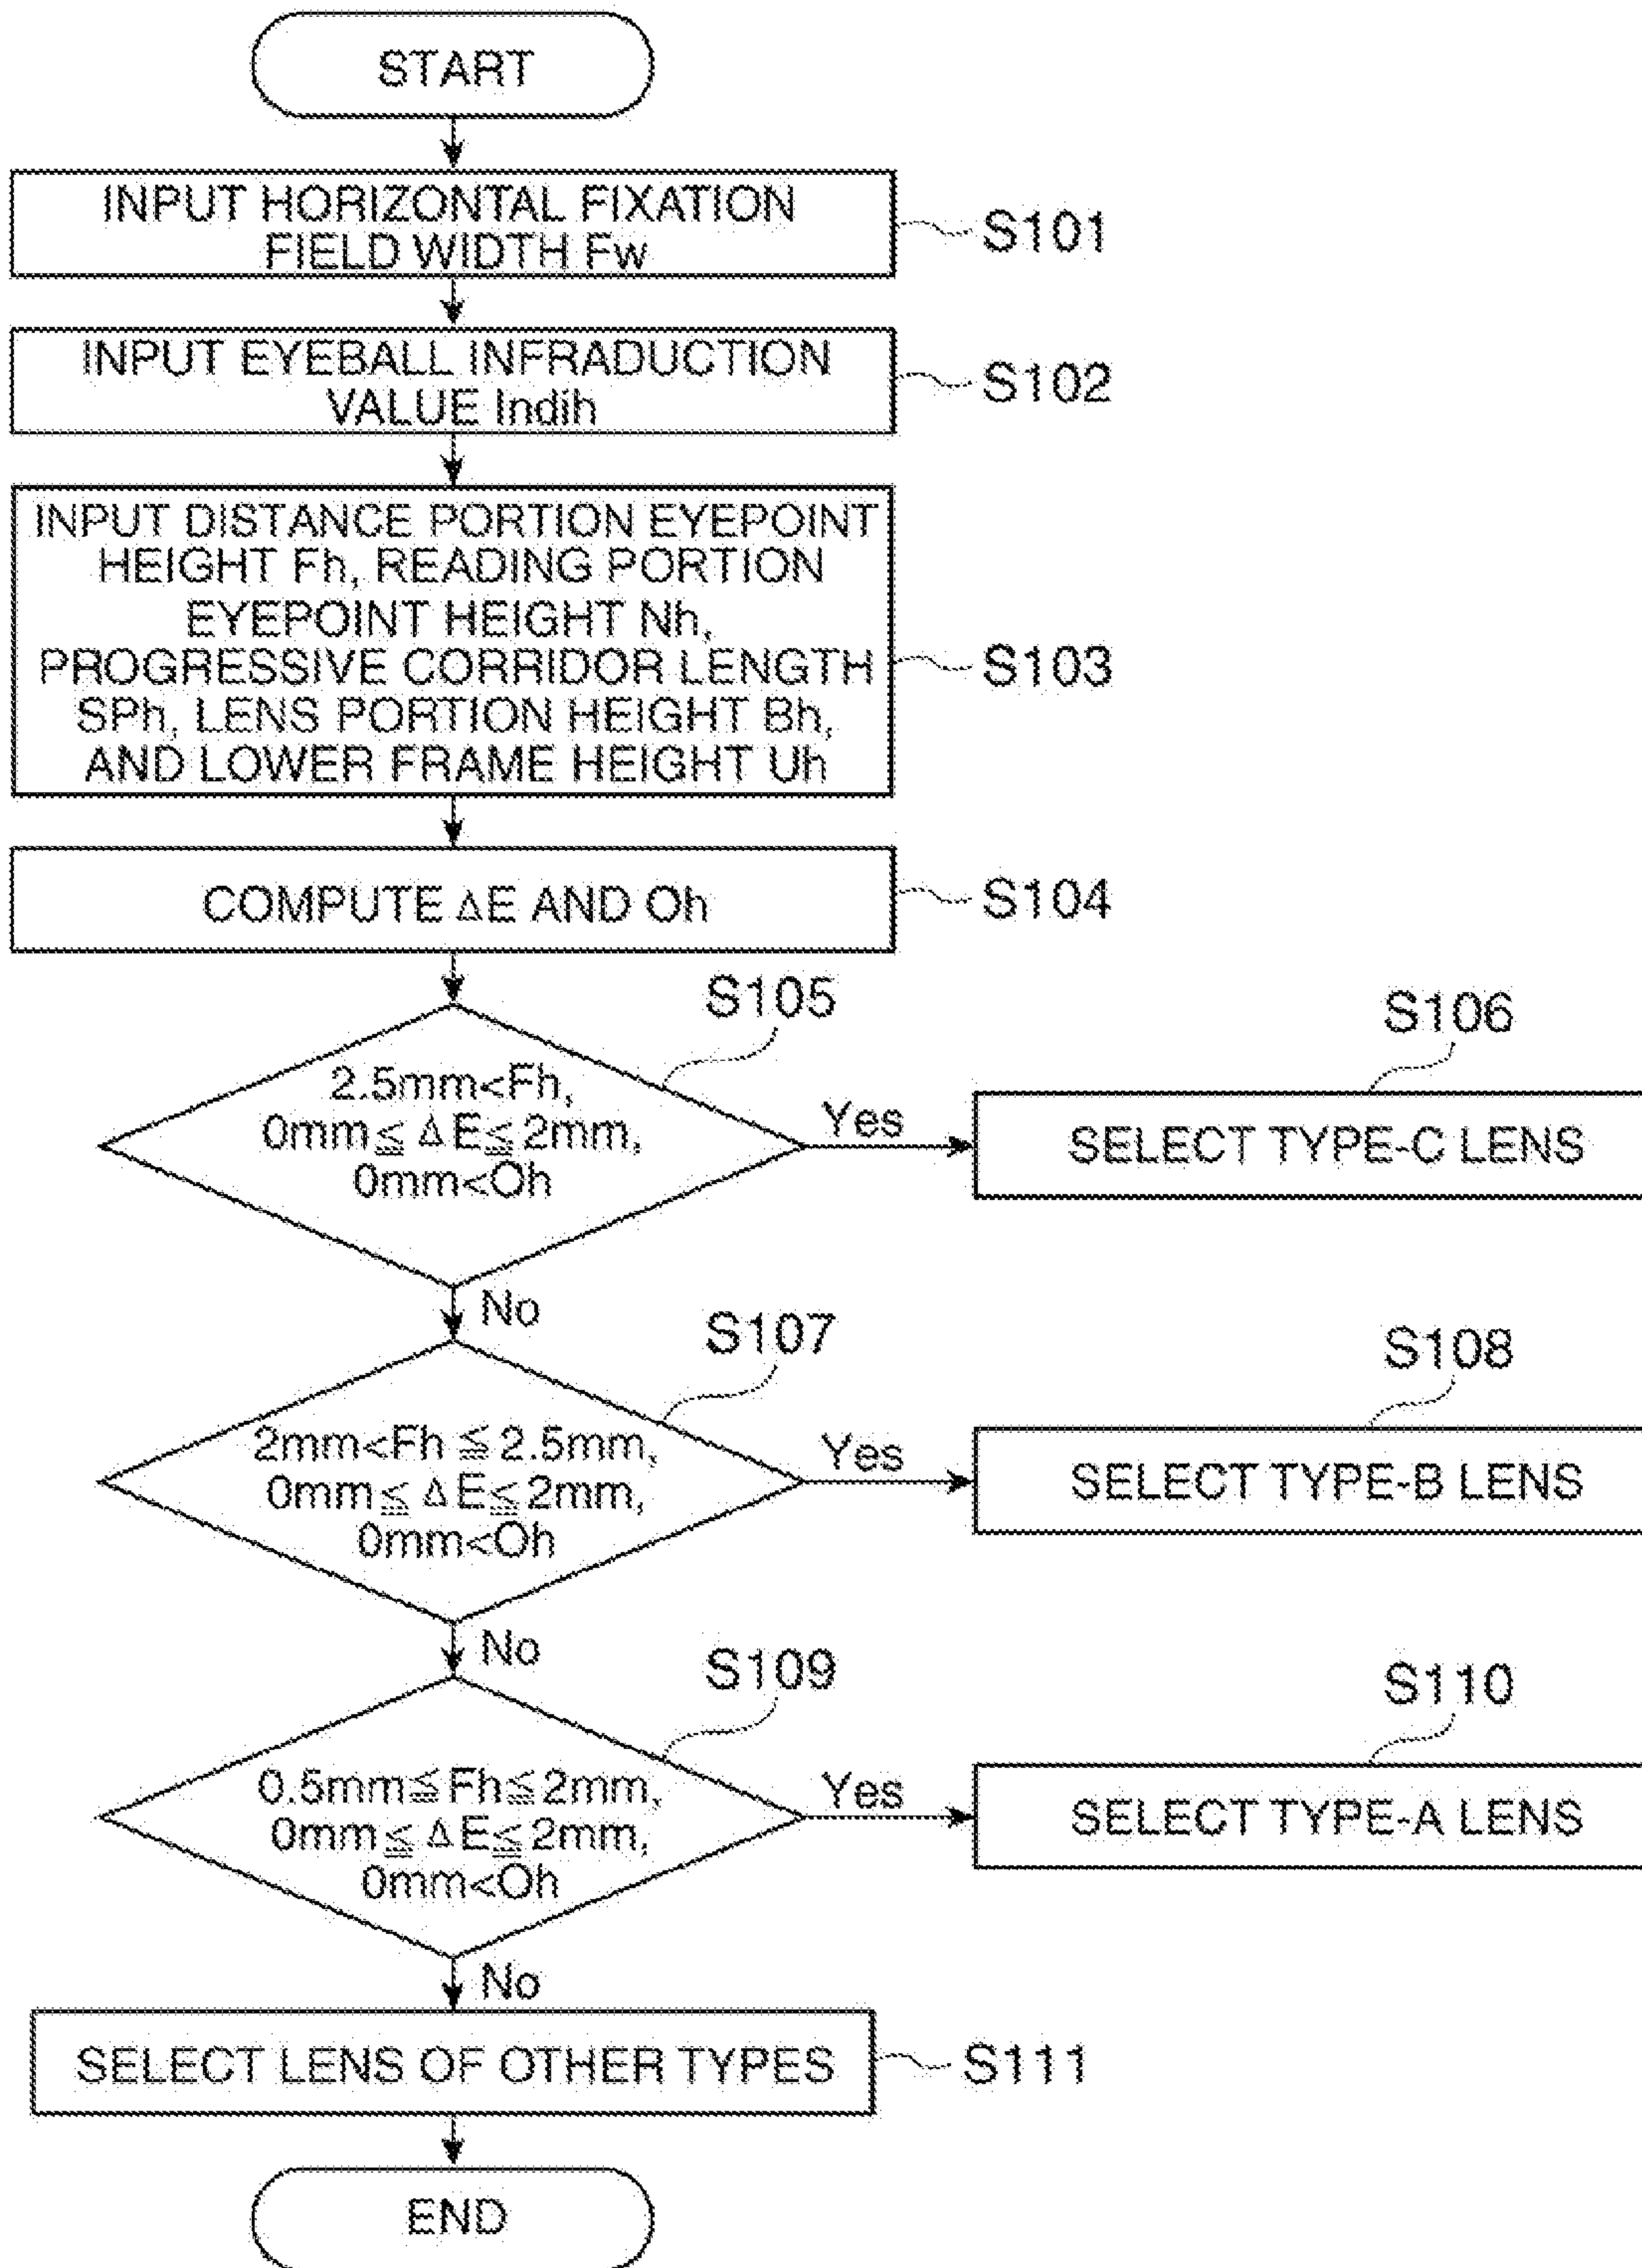 START
INPUT HORIZONTAL FIXATION
FIELD WIDTH Fw
S101
INPUT EYEBALL INFRADUCTION
VALUE Indih
S102
INPUT DISTANCE PORTION EYEPOINT
HEIGHT Fh, READING PORTION
EYEPOINT HEIGHT Nh,
PROGRESSIVE CORRIDOR LENGTH
SPh, LENS PORTION HEIGHT Bh,
AND LOWER FRAME HEIGHT Uh
S103
COMPUTE ΔE AND Oh
S104
S105
2.5mm<Fh,
0mm≦ΔE≦2mm,
0mm<Oh
Yes
S106
SELECT TYPE-C LENS
No
S107
2mm<Fh≦2.5mm,
0mm≦ΔE≦2mm,
0mm<Oh
Yes
S108
SELECT TYPE-B LENS
No
S109
0.5mm≦Fh≦2mm,
0mm≦ΔE≦2mm,
0mm<Oh
Yes
S110
SELECT TYPE-A LENS
No
SELECT LENS OF OTHER TYPES
S111
END